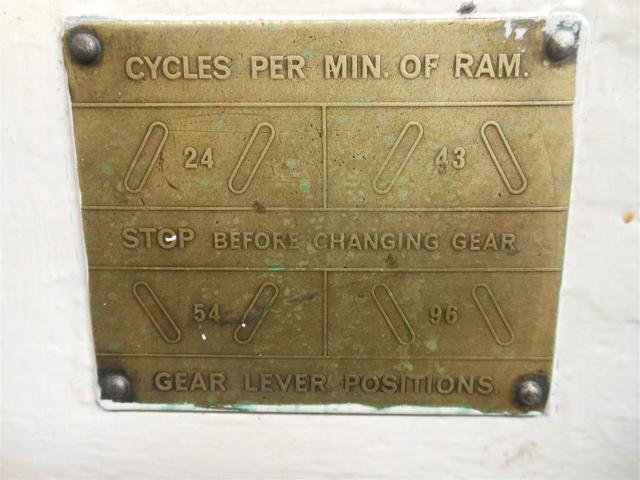 CYCLES PER MIN. OF RAM.
24 43
STOP BEFORE CHANGING GEAR
54 96
GEAR LEVER POSITIONS.